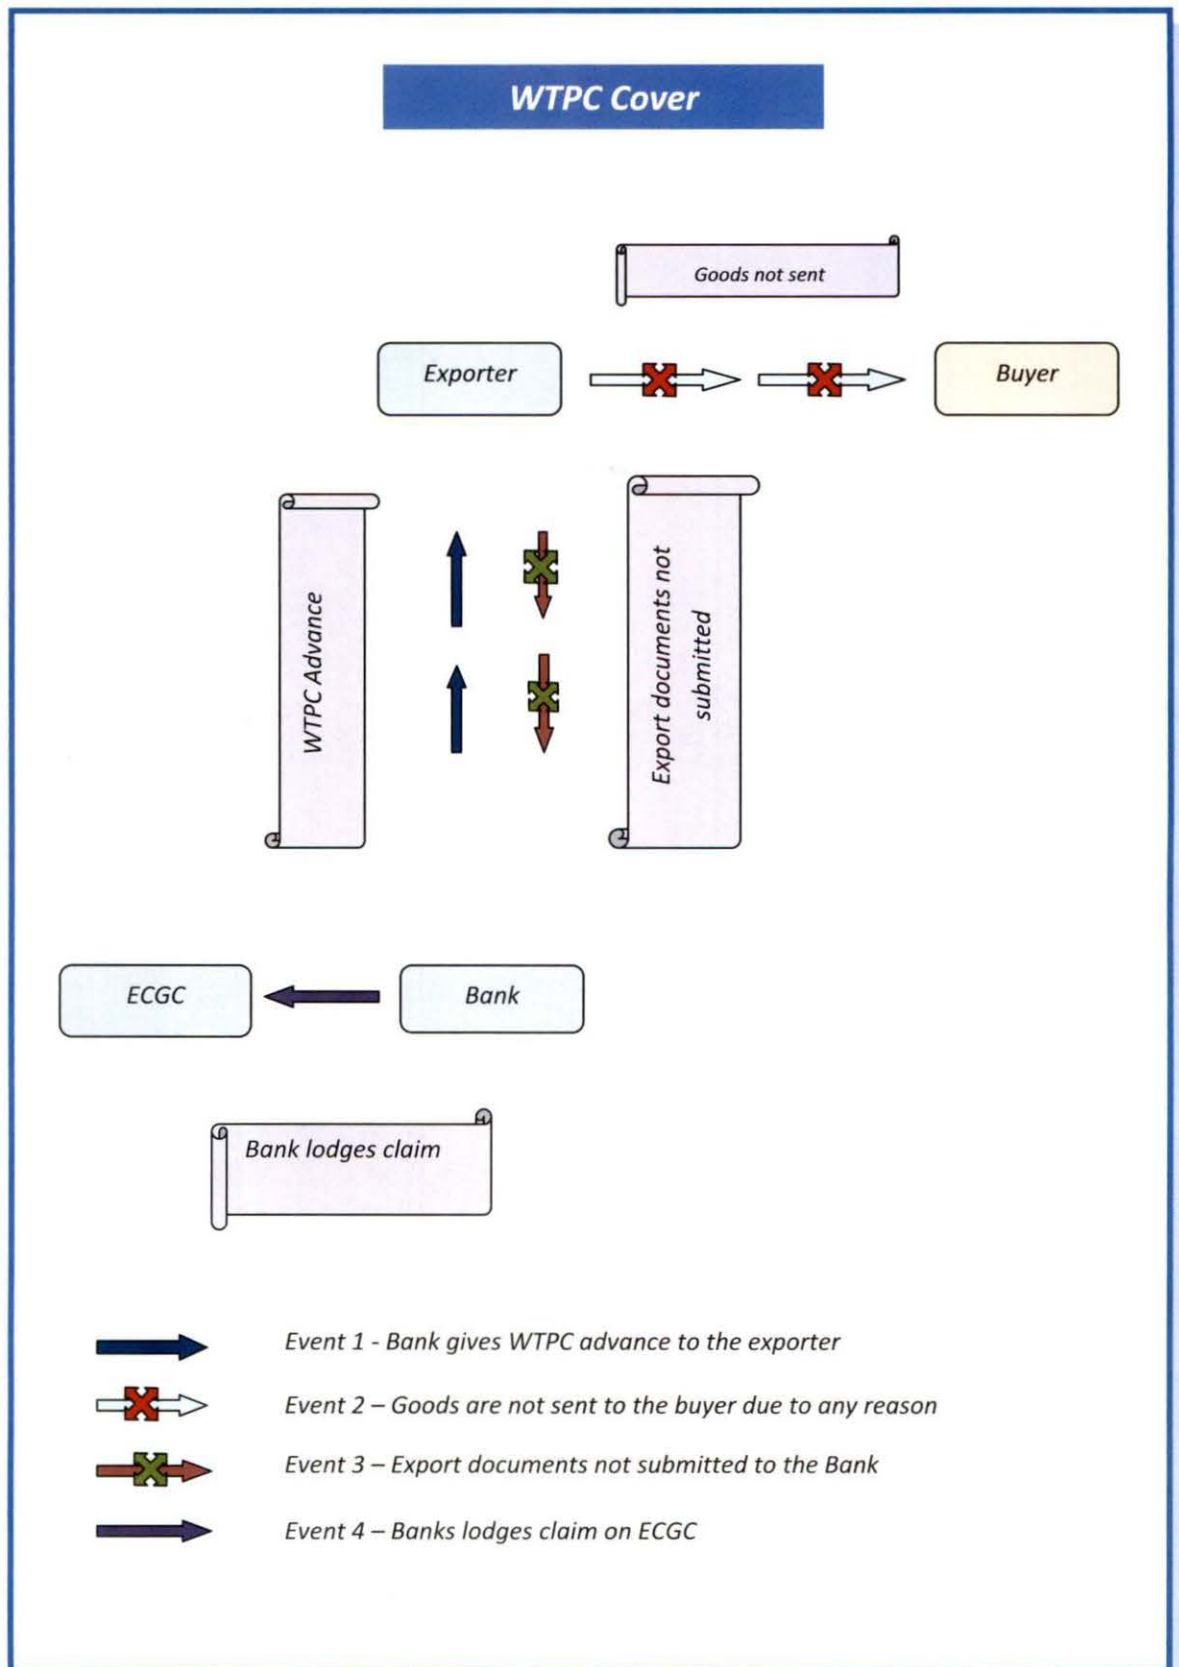 WTPC Cover
Goods not sent
Exporter
Buyer
WTPC Advance
Export documents not
submitted
ECGC
Bank
Bank lodges claim
Event 1 - Bank gives WTPC advance to the exporter
Event 2 – Goods are not sent to the buyer due to any reason
Event 3 – Export documents not submitted to the Bank
Event 4 – Banks lodges claim on ECGC